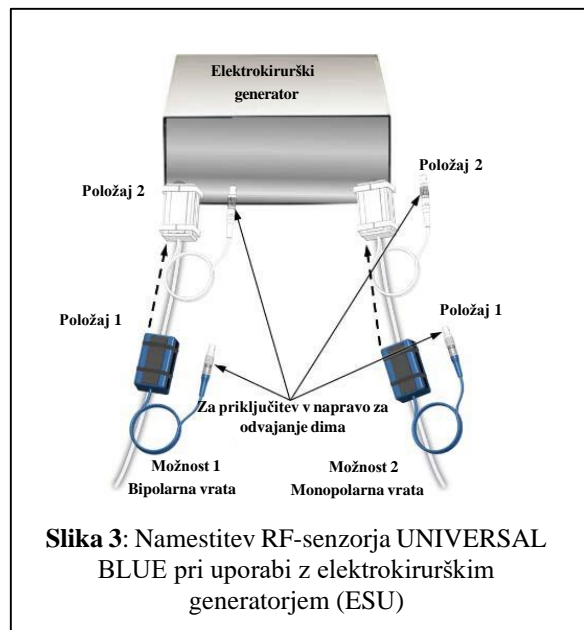 Elektrokirurški
generator
Položaj 2
Položaj 2
Položaj 1
Položaj 1
Za priključitev v napravo za
odvajanje dima
Možnost 1
Bipolarna vrata
Možnost 2
Monopolarna vrata
Slika 3: Namestitev RF-senzorja UNIVERSAL
BLUE pri uporabi z elektrokirurškim
generatorjem (ESU)